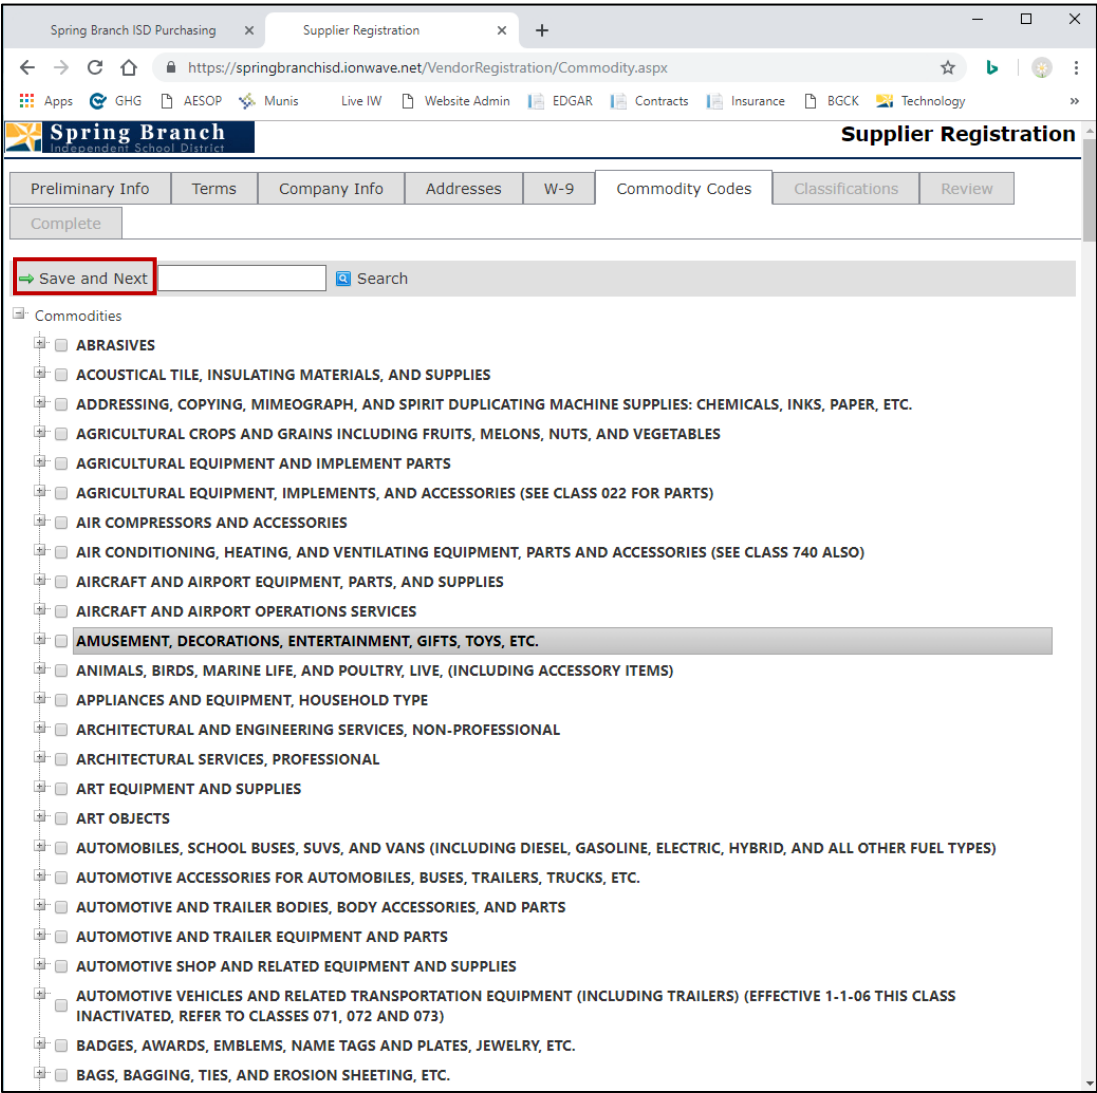 Spring Branch ISD Purchasing
Supplier Registration
https://springbranchisd.ionwave.net/VendorRegistration/Commodity.aspx
Apps GHG AESOP Munis Live IW Website Admin EDGAR Contracts Insurance BGCK Technology »
Spring Branch
Independent School District
Supplier Registration
Preliminary Info Terms Company Info Addresses W-9 Commodity Codes Classifications Review
Complete
Save and Next Search
Commodities
ABRASIVES
ACOUSTICAL TILE, INSULATING MATERIALS, AND SUPPLIES
ADDRESSING, COPYING, MIMEOGRAPH, AND SPIRIT DUPLICATING MACHINE SUPPLIES: CHEMICALS, INKS, PAPER, ETC.
AGRICULTURAL CROPS AND GRAINS INCLUDING FRUITS, MELONS, NUTS, AND VEGETABLES
AGRICULTURAL EQUIPMENT AND IMPLEMENT PARTS
AGRICULTURAL EQUIPMENT, IMPLEMENTS, AND ACCESSORIES (SEE CLASS 022 FOR PARTS)
AIR COMPRESSORS AND ACCESSORIES
AIR CONDITIONING, HEATING, AND VENTILATING EQUIPMENT, PARTS AND ACCESSORIES (SEE CLASS 740 ALSO)
AIRCRAFT AND AIRPORT EQUIPMENT, PARTS, AND SUPPLIES
AIRCRAFT AND AIRPORT OPERATIONS SERVICES
AMUSEMENT, DECORATIONS, ENTERTAINMENT, GIFTS, TOYS, ETC.
ANIMALS, BIRDS, MARINE LIFE, AND POULTRY, LIVE, (INCLUDING ACCESSORY ITEMS)
APPLIANCES AND EQUIPMENT, HOUSEHOLD TYPE
ARCHITECTURAL AND ENGINEERING SERVICES, NON-PROFESSIONAL
ARCHITECTURAL SERVICES, PROFESSIONAL
ART EQUIPMENT AND SUPPLIES
ART OBJECTS
AUTOMOBILES, SCHOOL BUSES, SUVS, AND VANS (INCLUDING DIESEL, GASOLINE, ELECTRIC, HYBRID, AND ALL OTHER FUEL TYPES)
AUTOMOTIVE ACCESSORIES FOR AUTOMOBILES, BUSES, TRAILERS, TRUCKS, ETC.
AUTOMOTIVE AND TRAILER BODIES, BODY ACCESSORIES, AND PARTS
AUTOMOTIVE AND TRAILER EQUIPMENT AND PARTS
AUTOMOTIVE SHOP AND RELATED EQUIPMENT AND SUPPLIES
AUTOMOTIVE VEHICLES AND RELATED TRANSPORTATION EQUIPMENT (INCLUDING TRAILERS) (EFFECTIVE 1-1-06 THIS CLASS
INACTIVATED, REFER TO CLASSES 071, 072 AND 073)
BADGES, AWARDS, EMBLEMS, NAME TAGS AND PLATES, JEWELRY, ETC.
BAGS, BAGGING, TIES, AND EROSION SHEETING, ETC.